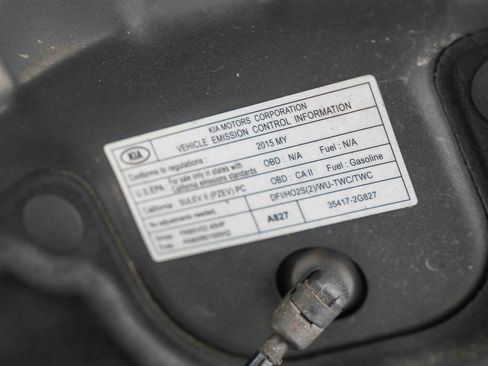 KIA MOTORS CORPORATION
VEHICLE EMISSION CONTROL INFORMATION
KIA
Conforms to regulations : 2015 MY
U.S.EPA : For sale only in states with California emissions standards OBD : N/A Fuel : N/A
California : SULEV II (PZEV) PC OBD : CA II Fuel : Gasoline
No adjustments needed. DFI/HO2S(2)/WU-TWC/TWC
A827 35417-2G827